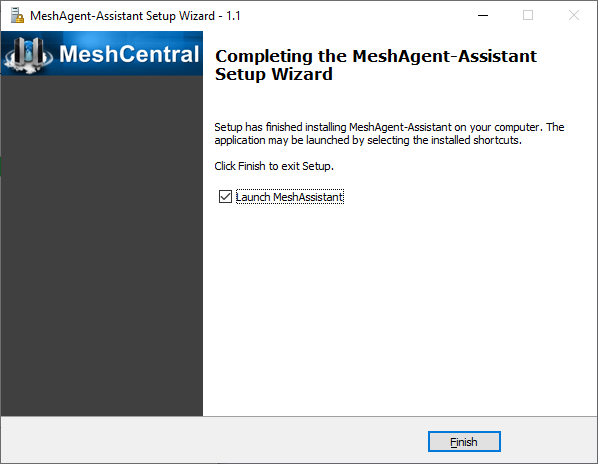 MeshAgent-Assistant Setup Wizard - 1.1
MeshCentral
Completing the MeshAgent-Assistant
Setup Wizard
Setup has finished installing MeshAgent-Assistant on your computer. The
application may be launched by selecting the installed shortcuts.
Click Finish to exit Setup.
Launch MeshAssistant
Finish